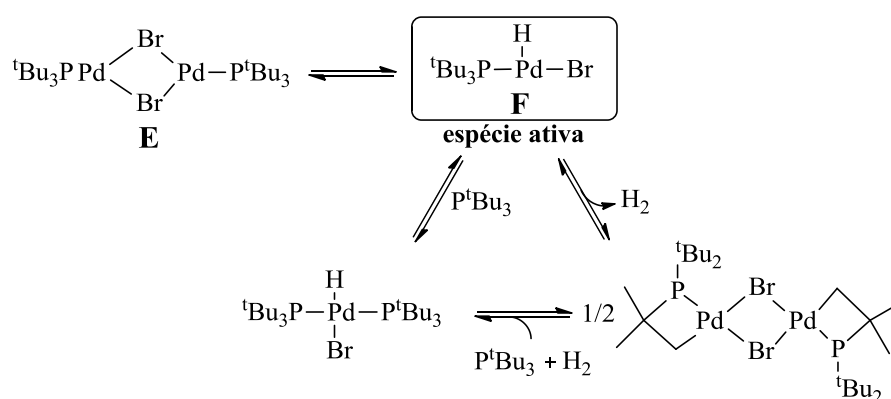 Br
ᵗBu₃P Pd Pd–PᵗBu₃
Br
E
H
ᵗBu₃P–Pd–Br
F
espécie ativa
PᵗBu₃
H₂
H
ᵗBu₃P–Pd–PᵗBu₃
Br
PᵗBu₃ + H₂
1/2
ᵗBu₂
P Br
Pd Pd
Br P
ᵗBu₂